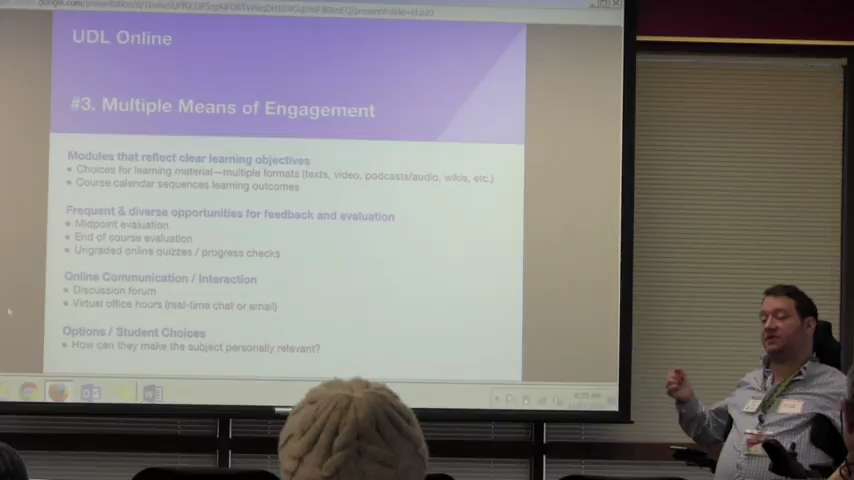 UDL Online
#3. Multiple Means of Engagement
Modules that reflect clear learning objectives
• Choices for learning material—multiple formats (texts, video, podcasts/audio, wikis, etc.)
• Course calendar sequences learning outcomes
Frequent & diverse opportunities for feedback and evaluation
• Midpoint evaluation
• End of course evaluation
• Ungraded online quizzes / progress checks
Online Communication / Interaction
• Discussion forum
• Virtual office hours (real-time chat or email)
Options / Student Choices
• How can they make the subject personally relevant?